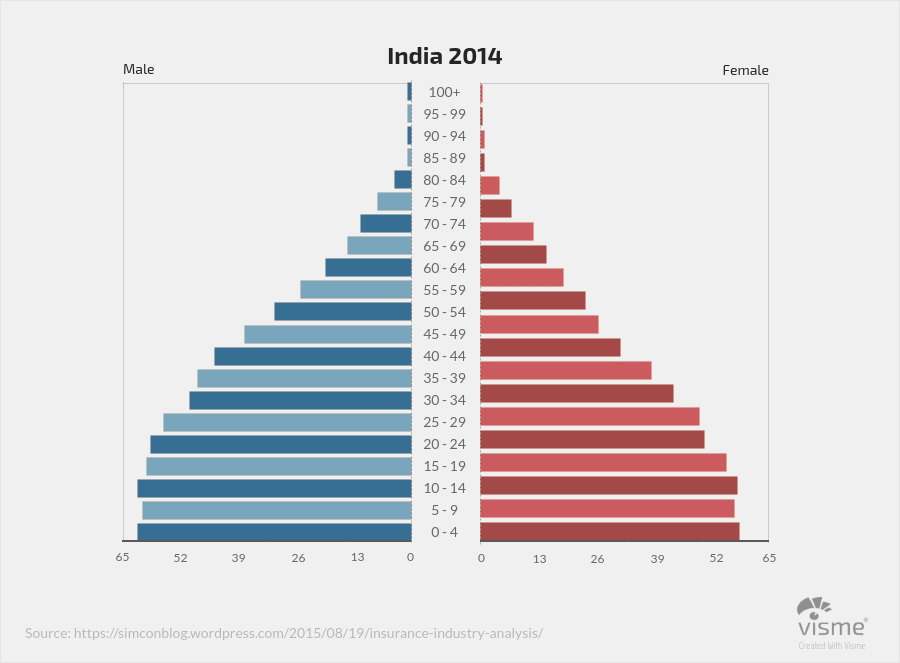 India 2014
Male
Female
100+
95 - 99
90 - 94
85 - 89
80 - 84
75 - 79
70 - 74
65 - 69
60 - 64
55 - 59
50 - 54
45 - 49
40 - 44
35 - 39
30 - 34
25 - 29
20 - 24
15 - 19
10 - 14
5 - 9
0 - 4
65 52 39 26 13 0
0 13 26 39 52 65
Source: https://simconblog.wordpress.com/2015/08/19/insurance-industry-analysis/
visme®
Created With Visme